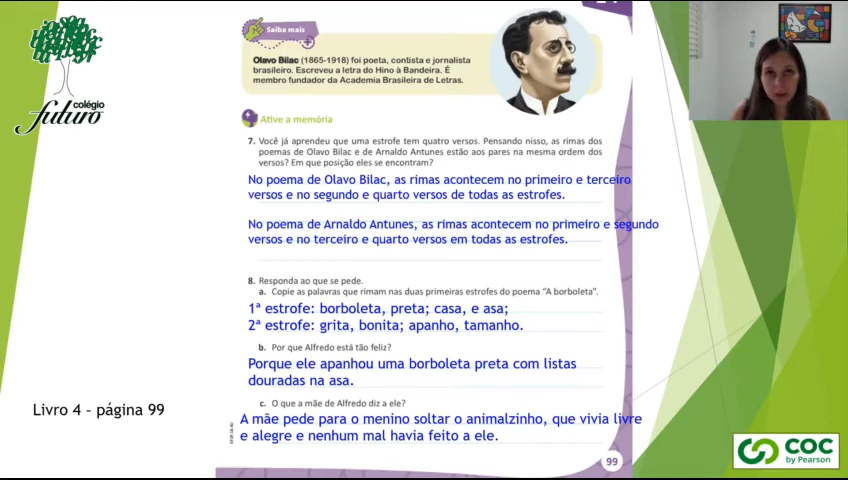 colégio
futuro
Saiba mais
Olavo Bilac (1865-1918) foi poeta, contista e jornalista
brasileiro. Escreveu a letra do Hino à Bandeira. É
membro fundador da Academia Brasileira de Letras.
Ative a memória
7. Você já aprendeu que uma estrofe tem quatro versos. Pensando nisso, as rimas dos
poemas de Olavo Bilac e de Arnaldo Antunes estão aos pares na mesma ordem dos
versos? Em que posição eles se encontram?
No poema de Olavo Bilac, as rimas acontecem no primeiro e terceiro
versos e no segundo e quarto versos de todas as estrofes.
No poema de Arnaldo Antunes, as rimas acontecem no primeiro e segundo
versos e no terceiro e quarto versos em todas as estrofes.
8. Responda ao que se pede.
a. Copie as palavras que rimam nas duas primeiras estrofes do poema "A borboleta".
1ª estrofe: borboleta, preta; casa, e asa;
2ª estrofe: grita, bonita; apanho, tamanho.
b. Por que Alfredo está tão feliz?
Porque ele apanhou uma borboleta preta com listas
douradas na asa.
c. O que a mãe de Alfredo diz a ele?
A mãe pede para o menino soltar o animalzinho, que vivia livre
e alegre e nenhum mal havia feito a ele.
Livro 4 – página 99
99
COC
by Pearson